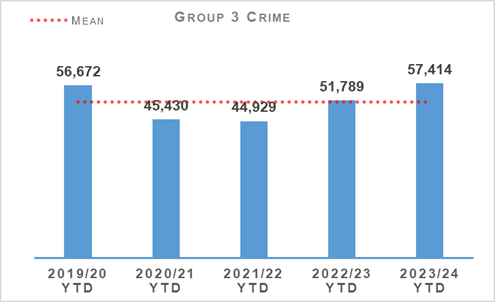 GROUP 3 CRIME
MEAN
56,672
45,430
44,929
51,789
57,414
2019/20 YTD
2020/21 YTD
2021/22 YTD
2022/23 YTD
2023/24 YTD